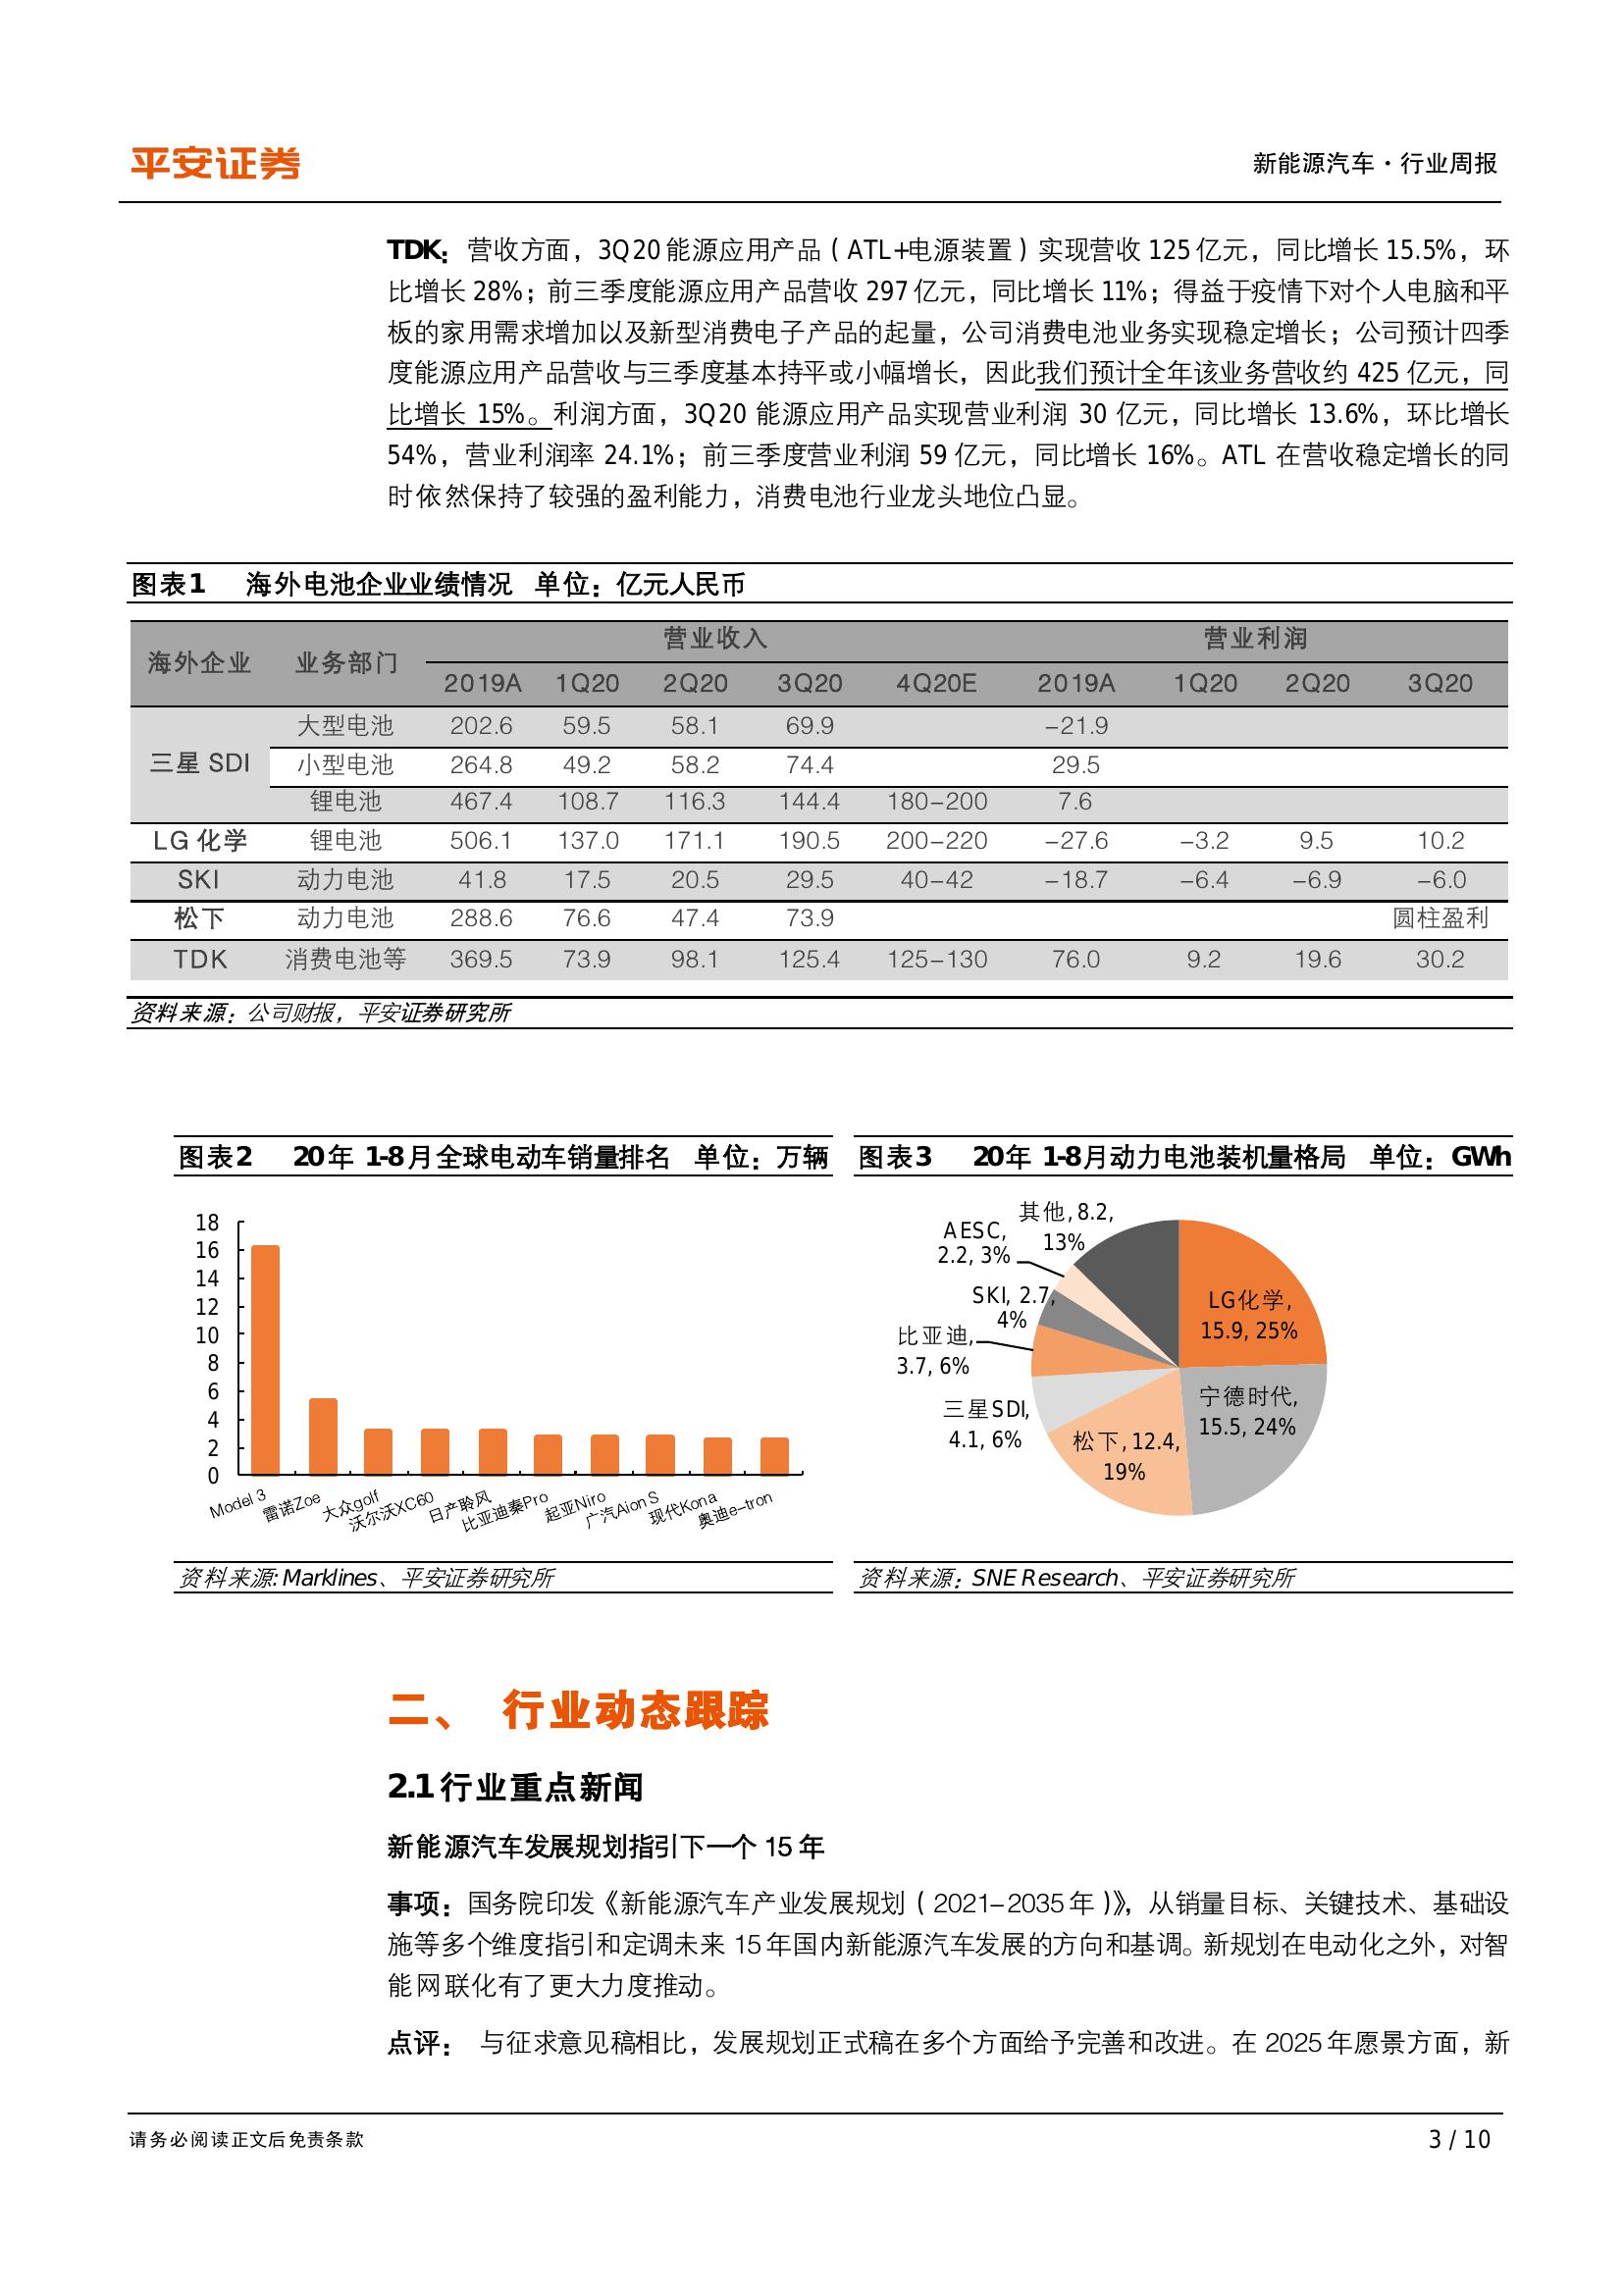 平安证券
新能源汽车·行业周报
TDK：营收方面，3Q20能源应用产品（ATL+电源装置）实现营收125亿元，同比增长15.5%，环
比增长28%；前三季度能源应用产品营收297亿元，同比增长11%；得益于疫情下对个人电脑和平
板的家用需求增加以及新型消费电子产品的起量，公司消费电池业务实现稳定增长；公司预计四季
度能源应用产品营收与三季度基本持平或小幅增长，因此我们预计全年该业务营收约425亿元，同
比增长15%。利润方面，3Q20能源应用产品实现营业利润30亿元，同比增长13.6%，环比增长
54%，营业利润率24.1%；前三季度营业利润59亿元，同比增长16%。ATL在营收稳定增长的同
时依然保持了较强的盈利能力，消费电池行业龙头地位凸显。
图表1 海外电池企业业绩情况 单位：亿元人民币
海外企业 业务部门 营业收入 营业利润
2019A 1Q20 2Q20 3Q20 4Q20E 2019A 1Q20 2Q20 3Q20
三星SDI 大型电池 202.6 59.5 58.1 69.9 -21.9
小型电池 264.8 49.2 58.2 74.4 29.5
锂电池 467.4 108.7 116.3 144.4 180-200 7.6
LG化学 锂电池 506.1 137.0 171.1 190.5 200-220 -27.6 -3.2 9.5 10.2
SKI 动力电池 41.8 17.5 20.5 29.5 40-42 -18.7 -6.4 -6.9 -6.0
松下 动力电池 288.6 76.6 47.4 73.9 圆柱盈利
TDK 消费电池等 369.5 73.9 98.1 125.4 125-130 76.0 9.2 19.6 30.2
资料来源：公司财报，平安证券研究所
图表2 20年1-8月全球电动车销量排名 单位：万辆
18
16
14
12
10
8
6
4
2
0
Model 3
雷诺Zoe
大众golf
沃尔沃XC60
日产聆风
比亚迪秦Pro
起亚Niro
广汽Aion S
现代Kona
奥迪e-tron
资料来源:Marklines、平安证券研究所
图表3 20年1-8月动力电池装机量格局 单位：GWh
其他, 8.2,
13%
AESC,
2.2, 3%
SKI, 2.7,
4%
比亚迪,
3.7, 6%
三星SDI,
4.1, 6%
松下, 12.4,
19%
宁德时代,
15.5, 24%
LG化学,
15.9, 25%
资料来源：SNE Research、平安证券研究所
二、 行业动态跟踪
2.1行业重点新闻
新能源汽车发展规划指引下一个15年
事项：国务院印发《新能源汽车产业发展规划（2021-2035年）》，从销量目标、关键技术、基础设
施等多个维度指引和定调未来15年国内新能源汽车发展的方向和基调。新规划在电动化之外，对智
能网联化有了更大力度推动。
点评： 与征求意见稿相比，发展规划正式稿在多个方面给予完善和改进。在2025年愿景方面，新
请务必阅读正文后免责条款
3 / 10